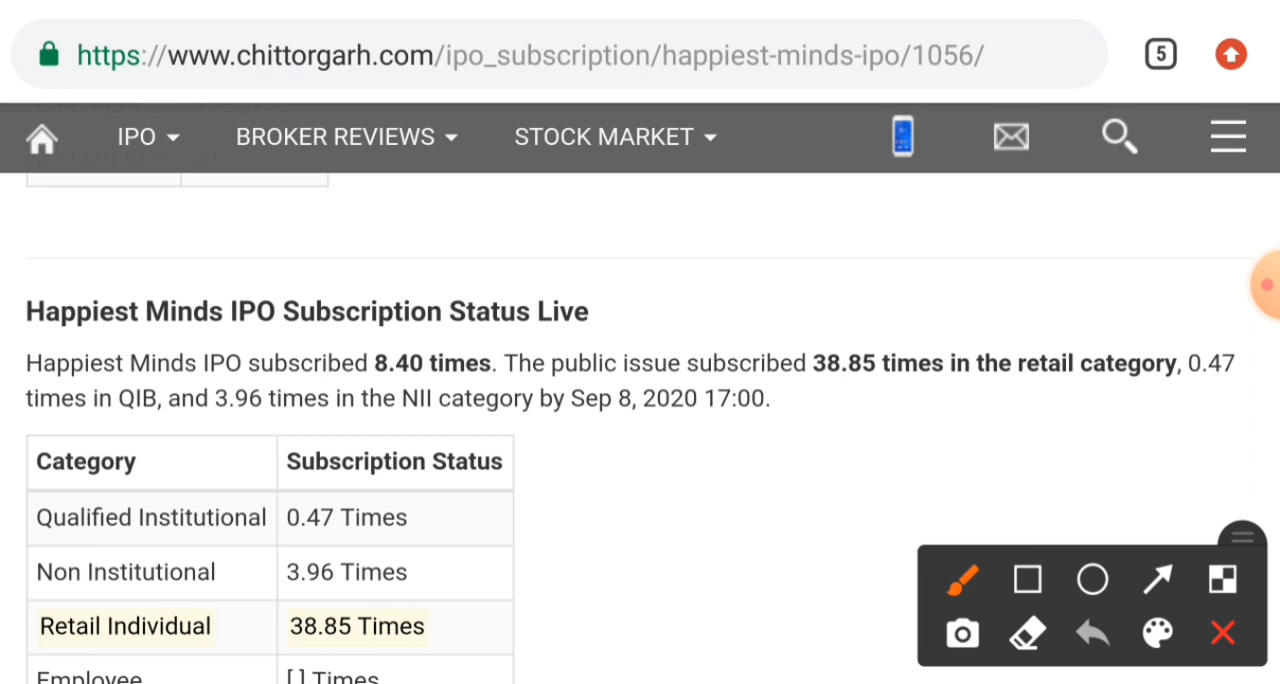 https://www.chittorgarh.com/ipo_subscription/happiest-minds-ipo/1056/
5
IPO
BROKER REVIEWS
STOCK MARKET
Happiest Minds IPO Subscription Status Live
Happiest Minds IPO subscribed 8.40 times. The public issue subscribed 38.85 times in the retail category, 0.47
times in QIB, and 3.96 times in the NII category by Sep 8, 2020 17:00.
Category Subscription Status
Qualified Institutional 0.47 Times
Non Institutional 3.96 Times
Retail Individual 38.85 Times
Employee [.] Times